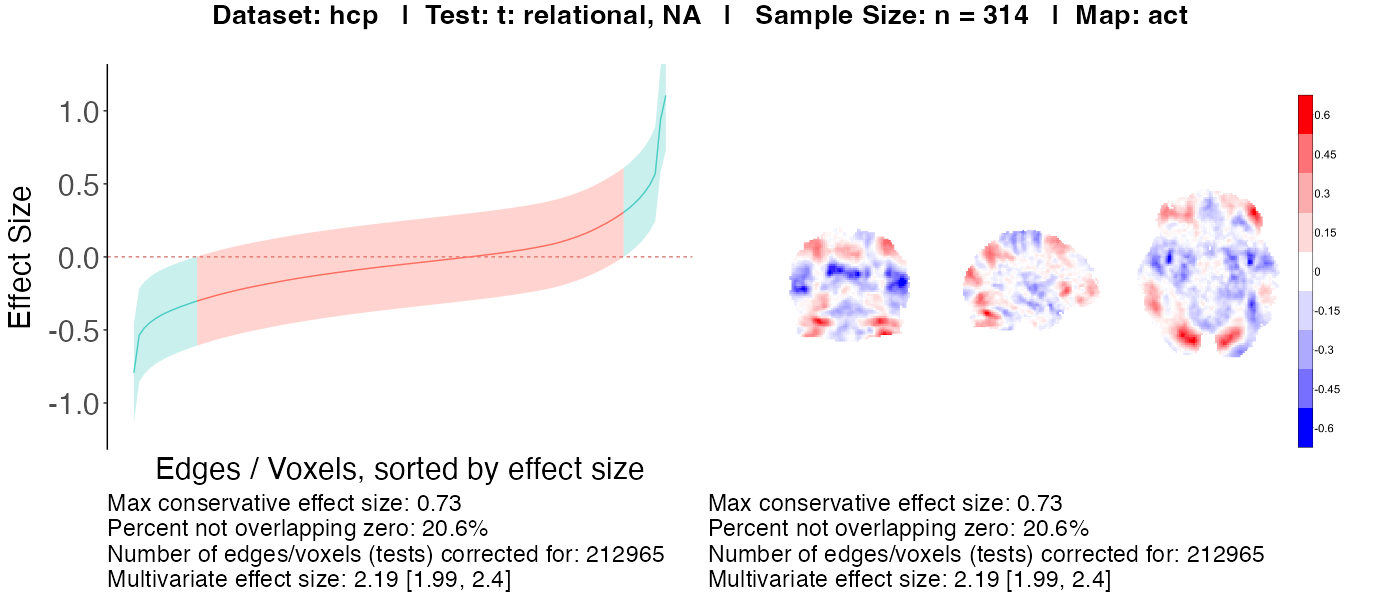 Dataset: hcp | Test: t: relational, NA | Sample Size: n = 314 | Map: act
Effect Size
1.0
0.5
0.0
-0.5
-1.0
Edges / Voxels, sorted by effect size
Max conservative effect size: 0.73
Percent not overlapping zero: 20.6%
Number of edges/voxels (tests) corrected for: 212965
Multivariate effect size: 2.19 [1.99, 2.4]
0.6
0.45
0.3
0.15
0
-0.15
-0.3
-0.45
-0.6
Max conservative effect size: 0.73
Percent not overlapping zero: 20.6%
Number of edges/voxels (tests) corrected for: 212965
Multivariate effect size: 2.19 [1.99, 2.4]